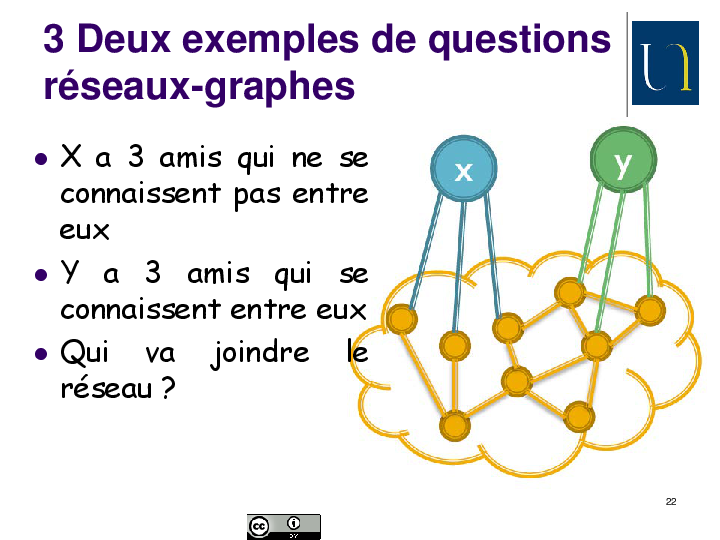 3 Deux exemples de questions
réseaux-graphes
X a 3 amis qui ne se
connaissent pas entre
eux
Y a 3 amis qui se
connaissent entre eux
Qui va joindre le
réseau ?
x
y
22
cc
BY